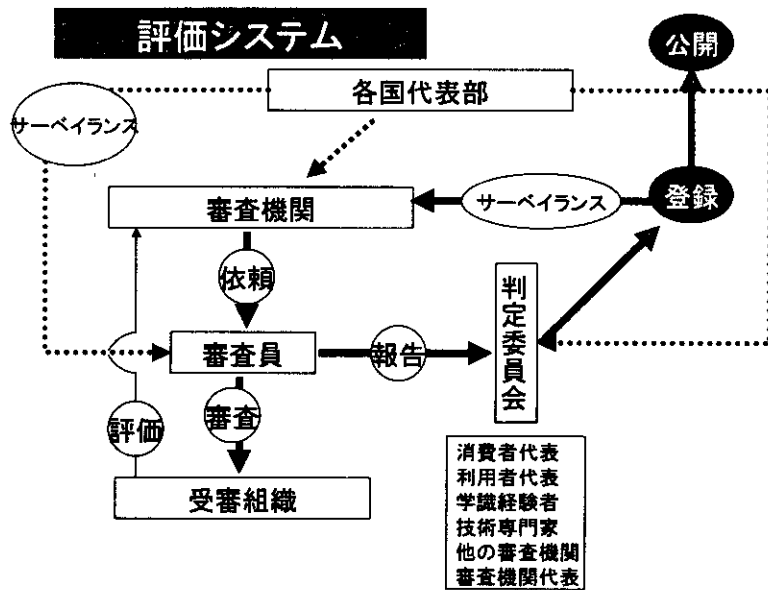 評価システム
公開
各国代表部
サーベイランス
審査機関
サーベイランス
登録
依頼
判定委員会
審査員
報告
評価
審査
受審組織
消費者代表
利用者代表
学識経験者
技術専門家
他の審査機関
審査機関代表